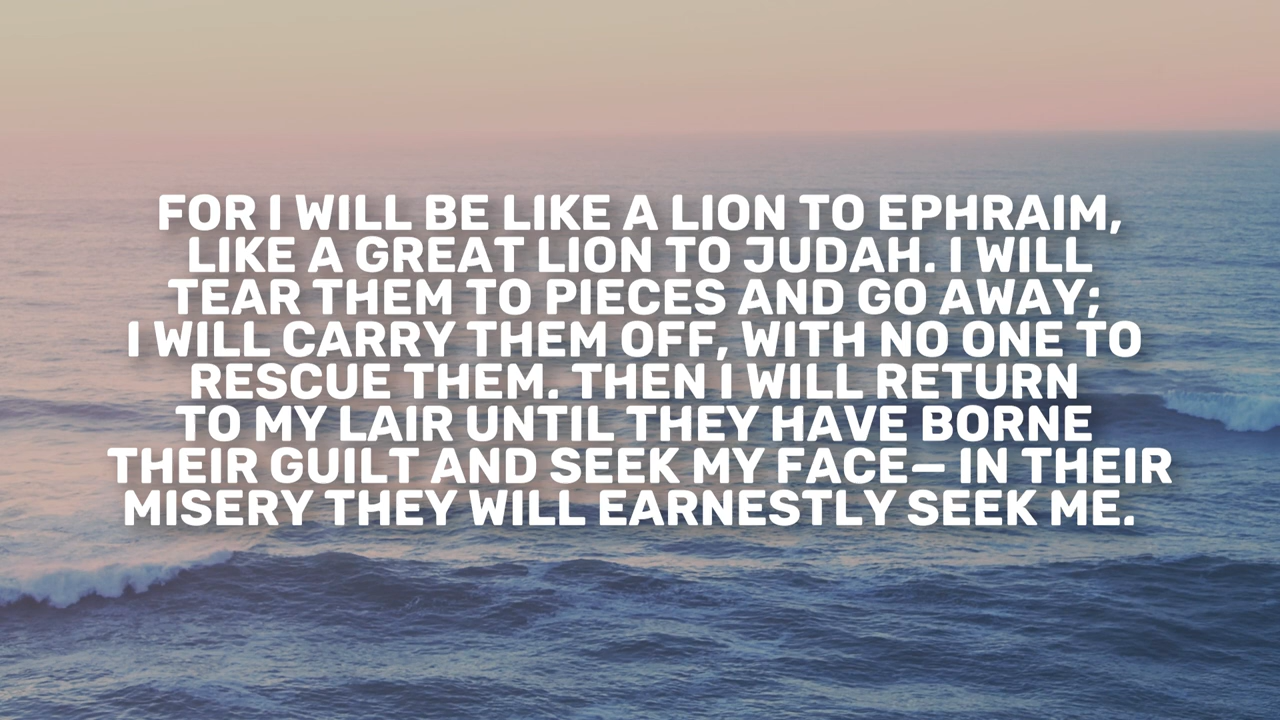 FOR I WILL BE LIKE A LION TO EPHRAIM,
LIKE A GREAT LION TO JUDAH. I WILL
TEAR THEM TO PIECES AND GO AWAY;
I WILL CARRY THEM OFF, WITH NO ONE TO
RESCUE THEM. THEN I WILL RETURN
TO MY LAIR UNTIL THEY HAVE BORNE
THEIR GUILT AND SEEK MY FACE— IN THEIR
MISERY THEY WILL EARNESTLY SEEK ME.